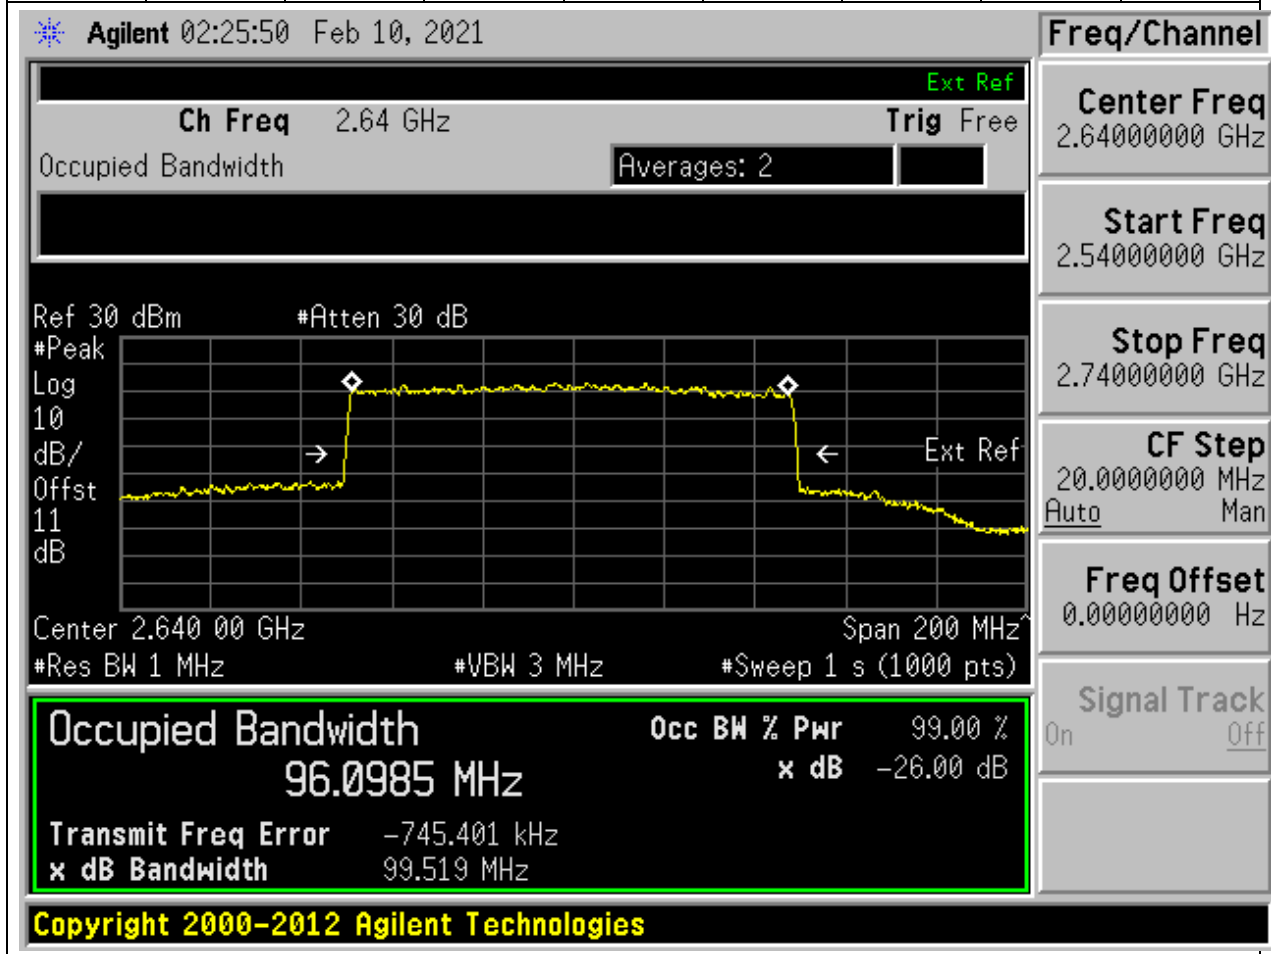 Agilent 02:25:50 Feb 10, 2021
Freq/Channel
Ext Ref
Ch Freq 2.64 GHz Trig Free
Occupied Bandwidth Averages: 2
Center Freq
2.64000000 GHz
Start Freq
2.54000000 GHz
Stop Freq
2.74000000 GHz
CF Step
20.0000000 MHz
Auto Man
Freq Offset
0.00000000 Hz
Signal Track
On Off
Ref 30 dBm #Atten 30 dB
#Peak
Log
10
dB/
Offst
11
dB
Ext Ref
Center 2.640 00 GHz Span 200 MHz^
#Res BW 1 MHz #VBW 3 MHz #Sweep 1 s (1000 pts)
Occupied Bandwidth
96.0985 MHz
Occ BW % Pwr 99.00 %
x dB -26.00 dB
Transmit Freq Error -745.401 kHz
x dB Bandwidth 99.519 MHz
Copyright 2000-2012 Agilent Technologies